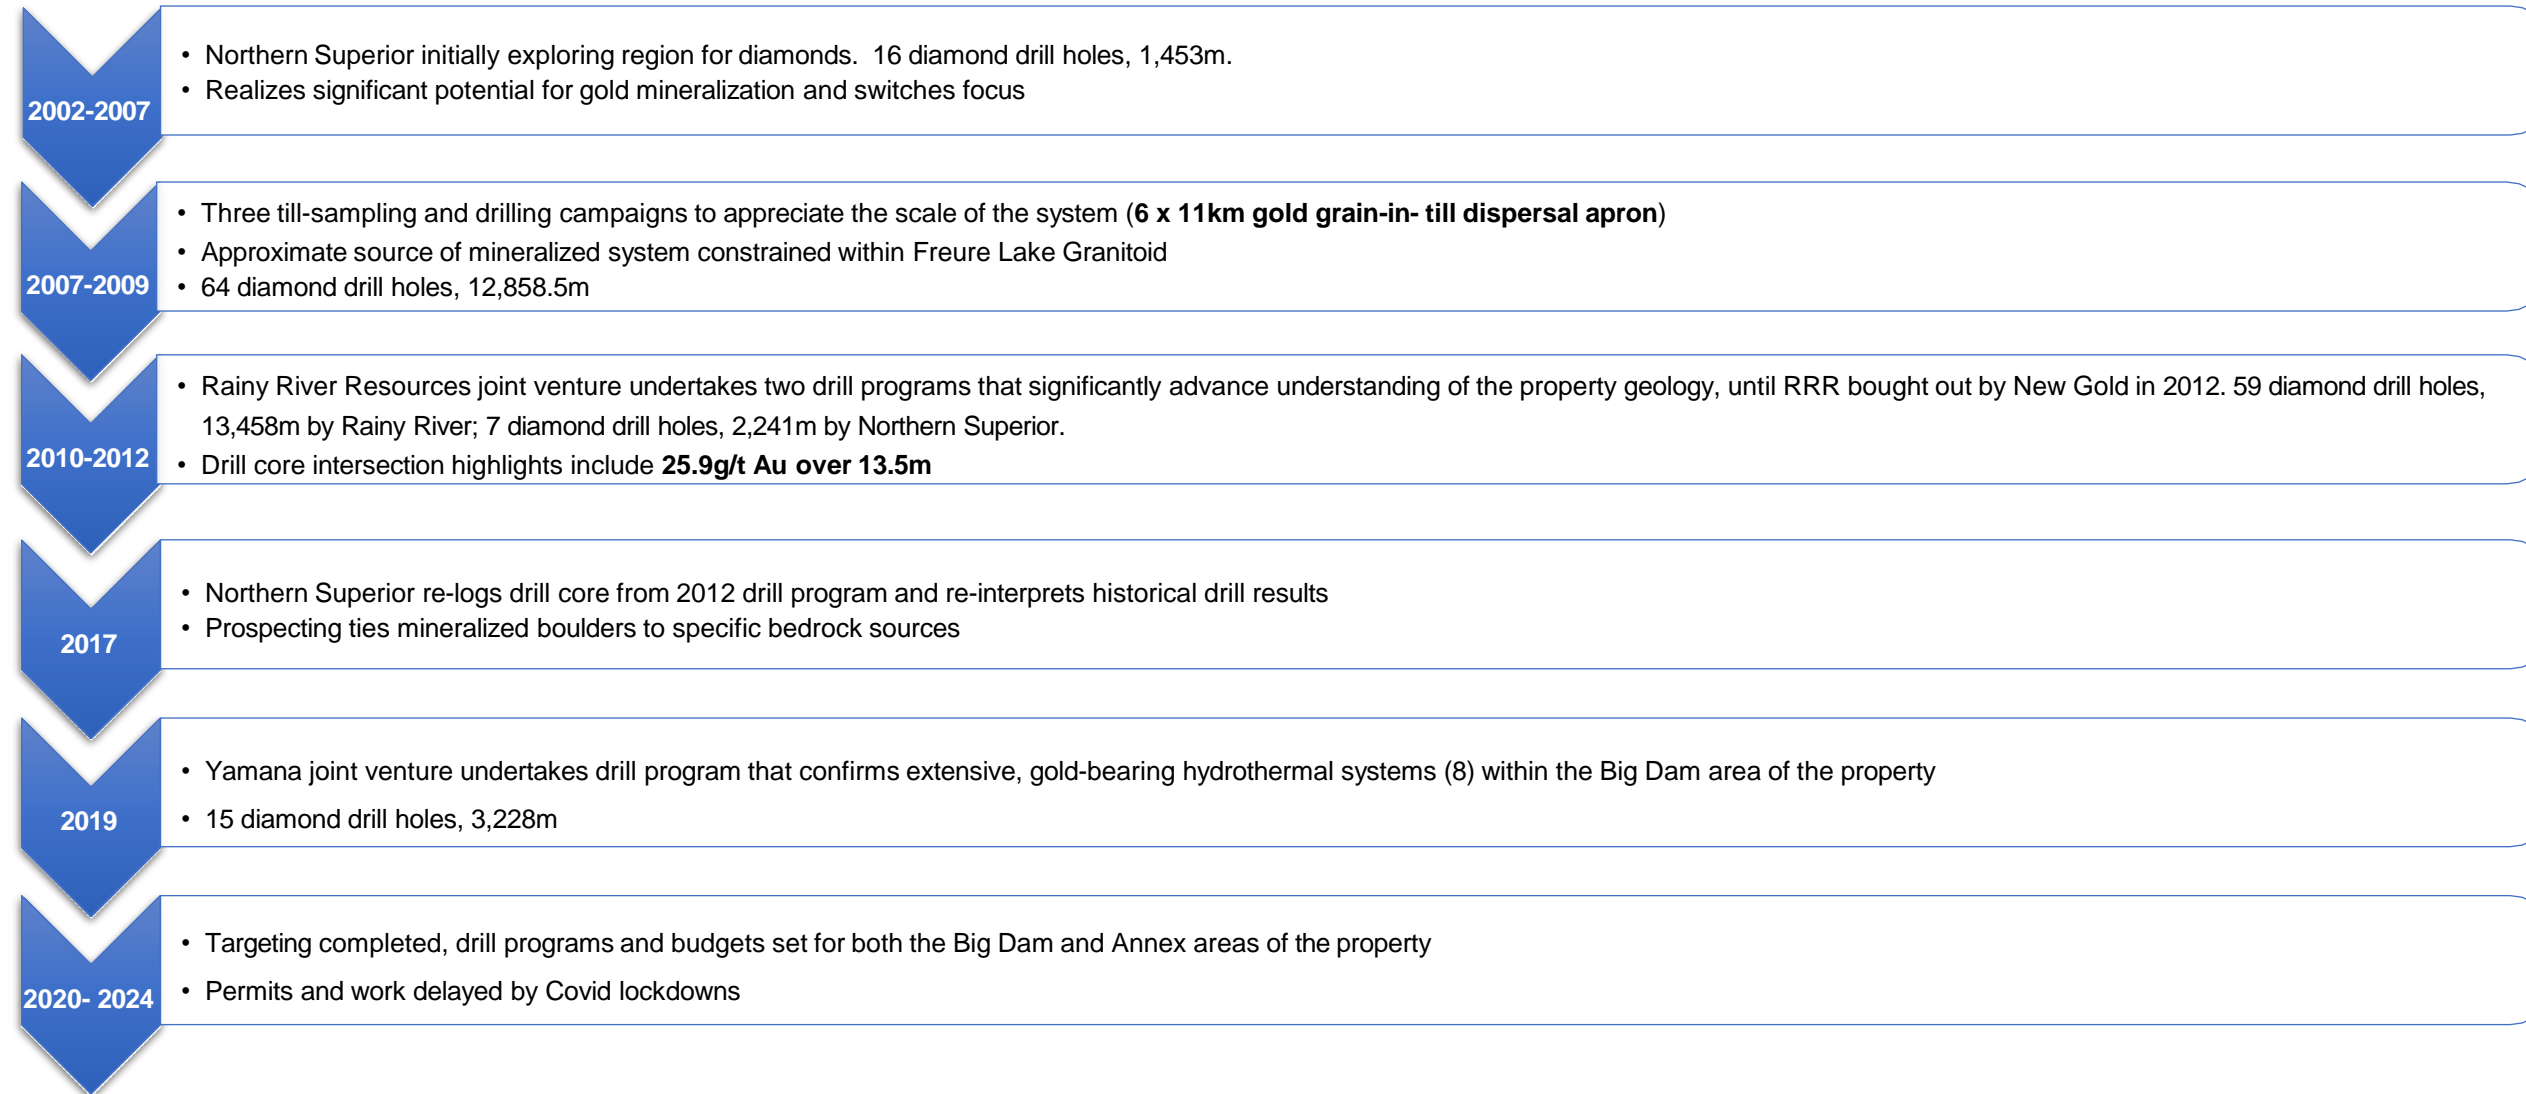 • Northern Superior initially exploring region for diamonds.  16 diamond drill holes, 1,453m.
• Realizes significant potential for gold mineralization and switches focus
2002-2007
• Three till-sampling and drilling campaigns to appreciate the scale of the system (6 x 11km gold grain-in- till dispersal apron)
• Approximate source of mineralized system constrained within Freure Lake Granitoid
2007-2009
• 64 diamond drill holes, 12,858.5m
• Rainy River Resources joint venture undertakes two drill programs that significantly advance understanding of the property geology, until RRR bought out by New Gold in 2012. 59 diamond drill holes,
13,458m by Rainy River; 7 diamond drill holes, 2,241m by Northern Superior.
2010-2012
• Drill core intersection highlights include 25.9g/t Au over 13.5m
• Northern Superior re-logs drill core from 2012 drill program and re-interprets historical drill results
• Prospecting ties mineralized boulders to specific bedrock sources
2017
• Yamana joint venture undertakes drill program that confirms extensive, gold-bearing hydrothermal systems (8) within the Big Dam area of the property
2019
• 15 diamond drill holes, 3,228m
• Targeting completed, drill programs and budgets set for both the Big Dam and Annex areas of the property
2020- 2024
• Permits and work delayed by Covid lockdowns